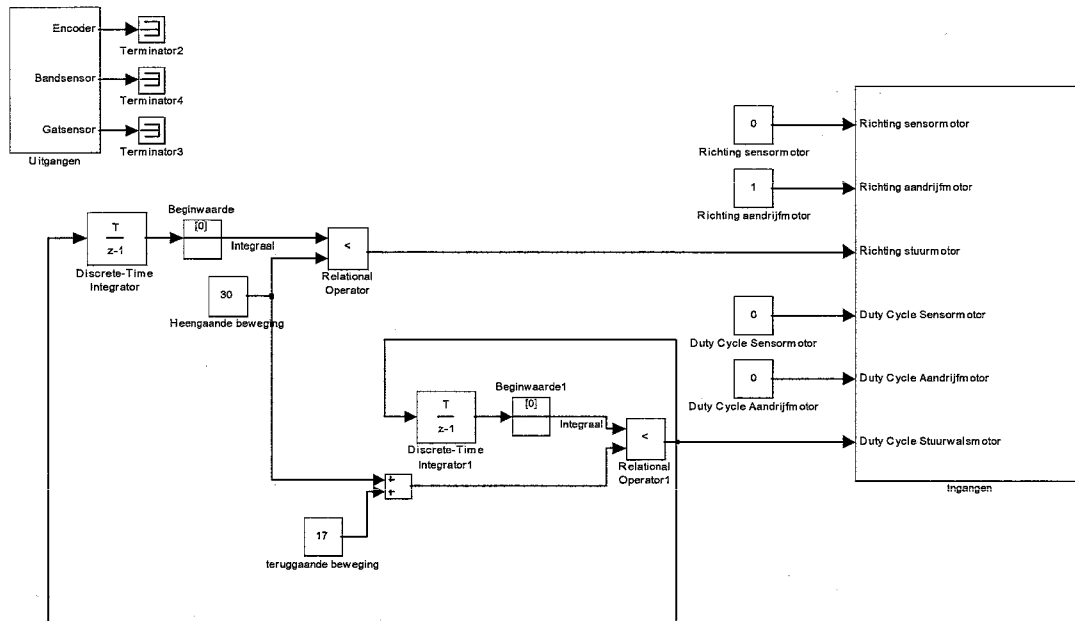 Encoder
Terminator2
Bandsensor
Terminator4
Gatsensor
Terminator3
Uitgangen
0
Richting sensormotor
Richting sensormotor
1
Richting aandrijfmotor
Richting aandrijfmotor
T
z-1
Discrete-Time
Integrator
Beginwaarde
[0]
Integraal
<
Relational
Operator
Richting stuurmotor
30
Heengaande beweging
0
Duty Cycle Sensormotor
Duty Cycle Sensormotor
0
Duty Cycle Aandrijfmotor
Duty Cycle Aandrijfmotor
T
z-1
Discrete-Time
Integrator1
Beginwaarde1
[0]
Integraal
<
Relational
Operator1
Duty Cycle Stuurwalsmotor
Ingangen
+
+
17
teruggaande beweging